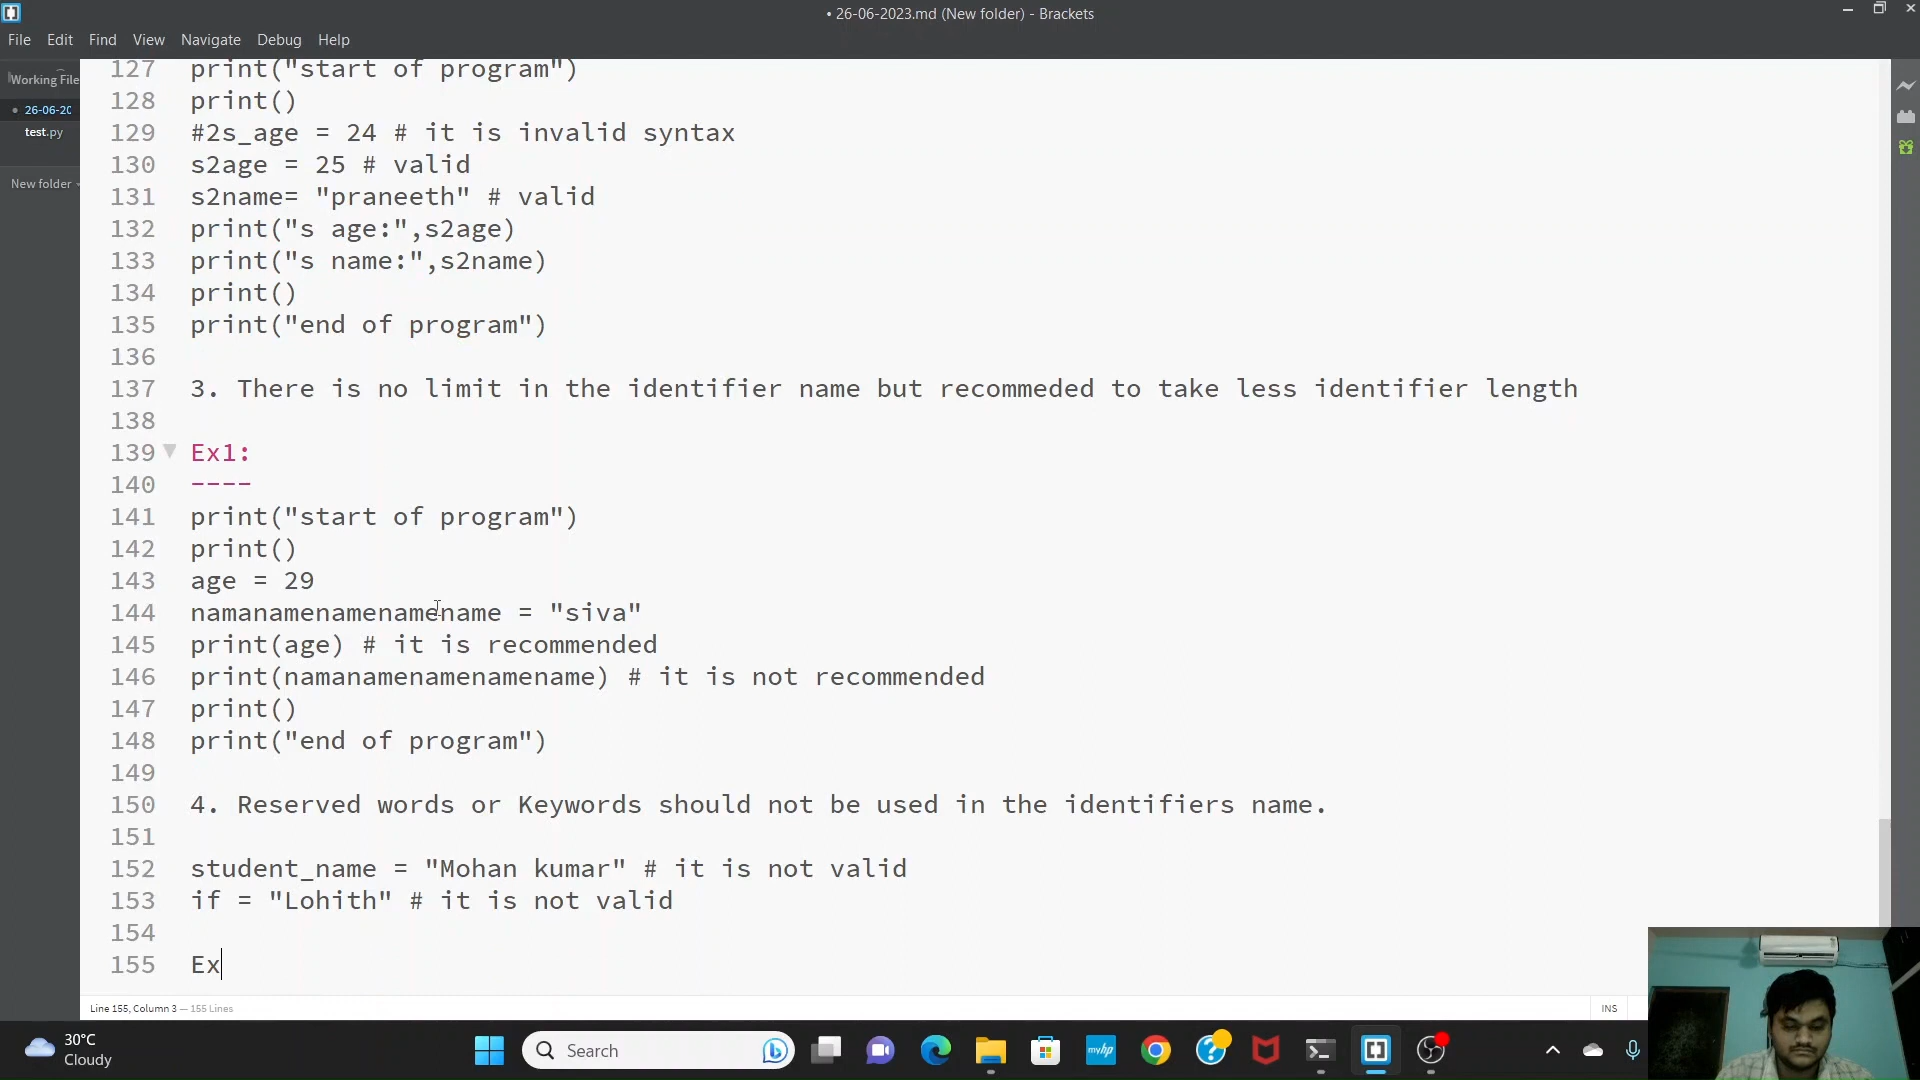 • 26-06-2023.md (New folder) - Brackets
File Edit Find View Navigate Debug Help
Working File
• 26-06-20
test.py
New folder
127 print("start of program")
128 print()
129 #2s_age = 24 # it is invalid syntax
130 s2age = 25 # valid
131 s2name= "praneeth" # valid
132 print("s age:",s2age)
133 print("s name:",s2name)
134 print()
135 print("end of program")
136
137 3. There is no limit in the identifier name but recommeded to take less identifier length
138
139 Ex1:
140 ----
141 print("start of program")
142 print()
143 age = 29
144 namanamenamenamename = "siva"
145 print(age) # it is recommended
146 print(namanamenamenamename) # it is not recommended
147 print()
148 print("end of program")
149
150 4. Reserved words or Keywords should not be used in the identifiers name.
151
152 student_name = "Mohan kumar" # it is not valid
153 if = "Lohith" # it is not valid
154
155 Ex
Line 155, Column 3 — 155 Lines
INS
30°C
Cloudy
Search
myhp